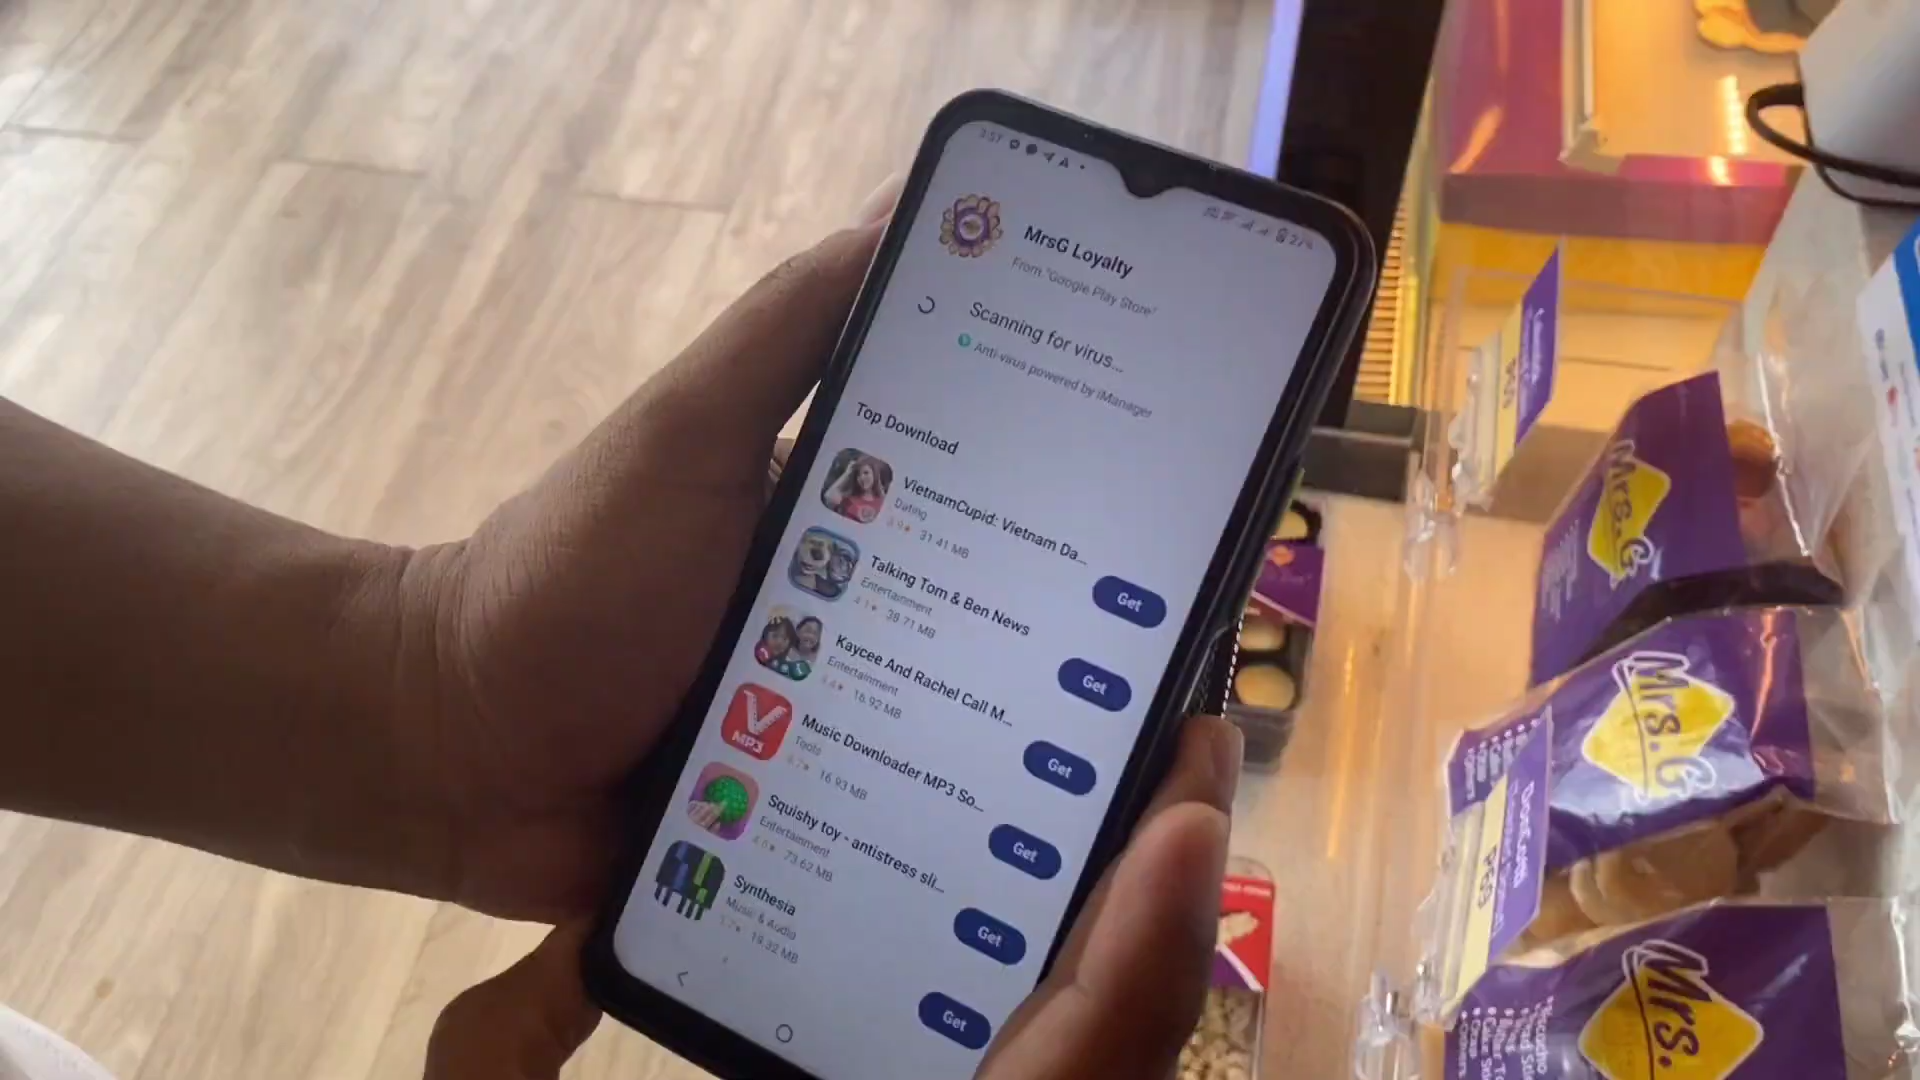 3:57
MrsG Loyalty
From "Google Play Store"
Scanning for virus...
Anti-virus powered by iManager
Top Download
VietnamCupid: Vietnam Da...
Dating
31.41 MB
Get
Talking Tom & Ben News
Entertainment
38.71 MB
Get
Kaycee And Rachel Call M...
Entertainment
16.92 MB
Get
MP3
Music Downloader MP3 So...
Tools
16.93 MB
Get
Squishy toy - antistress sli...
Entertainment
73.62 MB
Get
Synthesia
Music & Audio
19.32 MB
Get
Mrs.G
Mrs.G
Mrs.